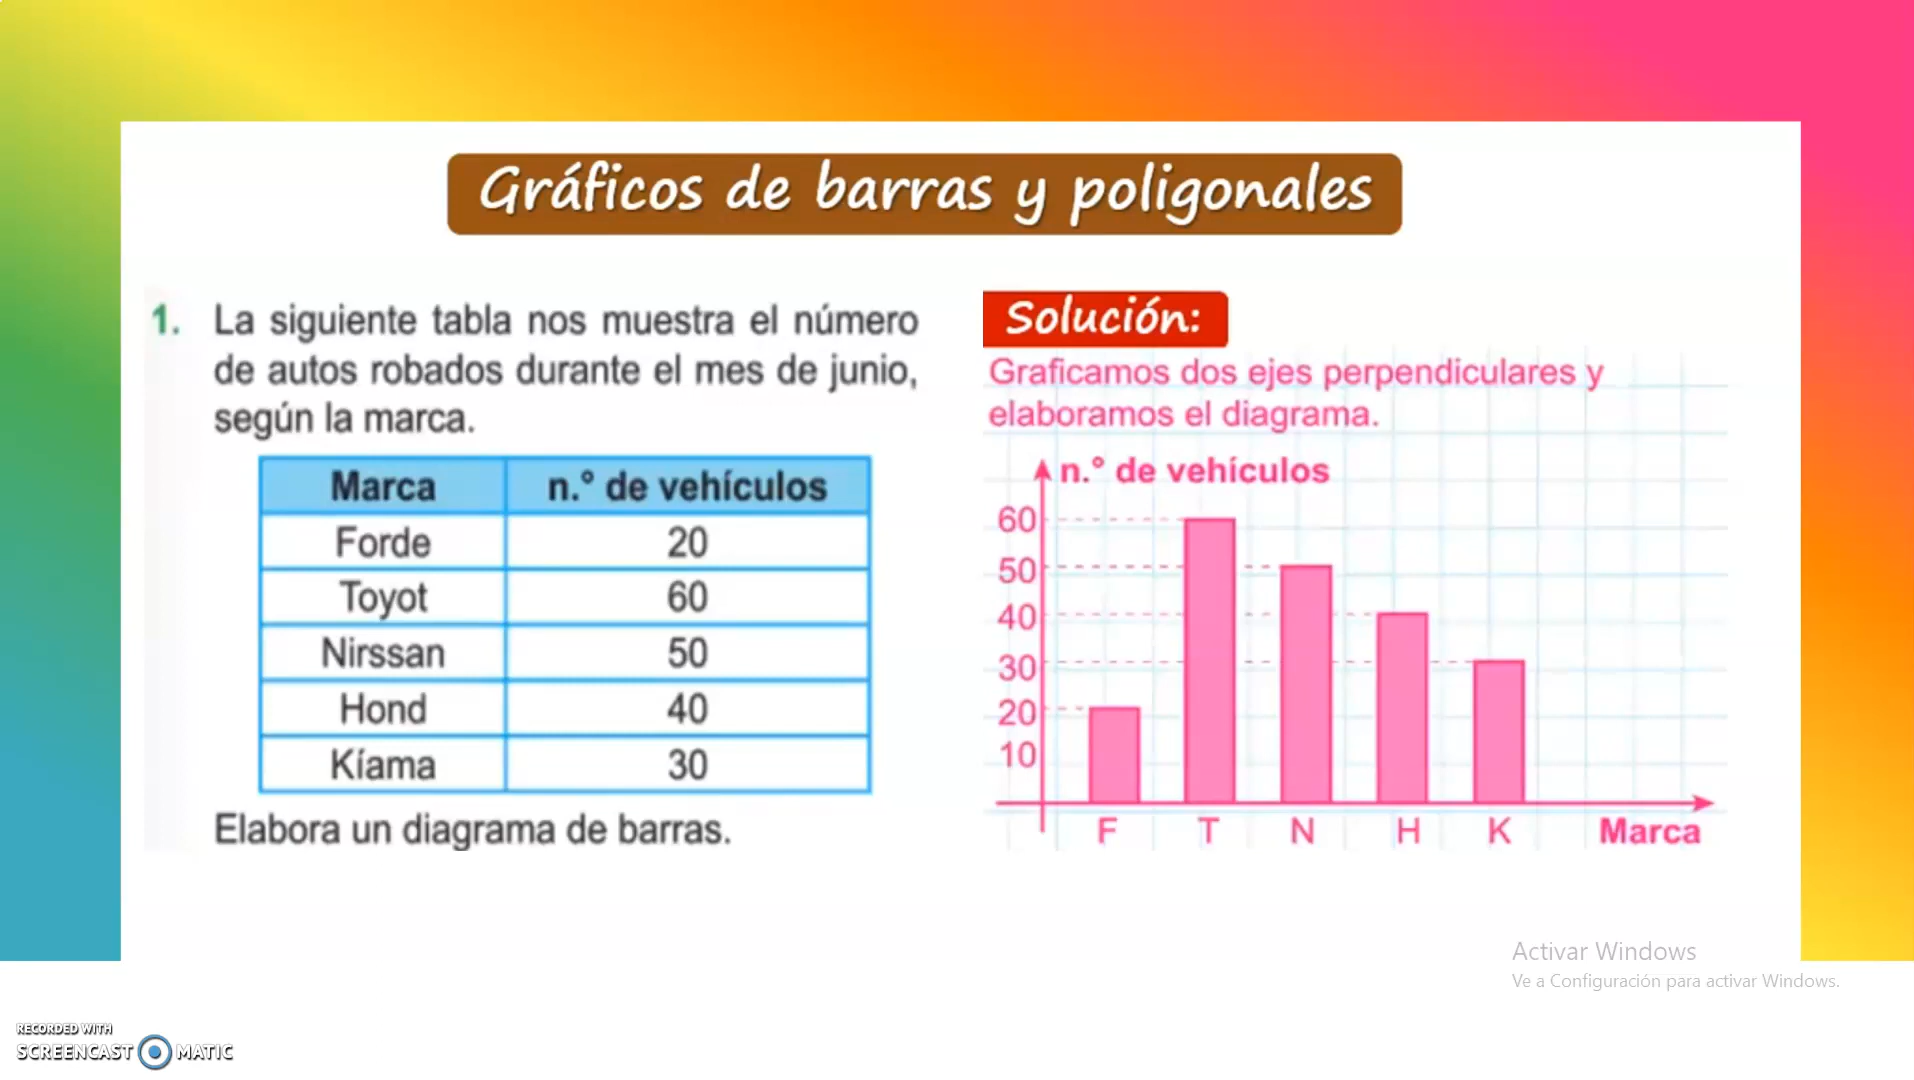 Gráficos de barras y poligonales
1. La siguiente tabla nos muestra el número
de autos robados durante el mes de junio,
según la marca.
Marca n.° de vehículos
Forde 20
Toyot 60
Nirssan 50
Hond 40
Kíama 30
Elabora un diagrama de barras.
Solución:
Graficamos dos ejes perpendiculares y
elaboramos el diagrama.
n.° de vehículos
60
50
40
30
20
10
F T N H K Marca
Activar Windows
Ve a Configuración para activar Windows.
RECORDED WITH
SCREENCAST MATIC